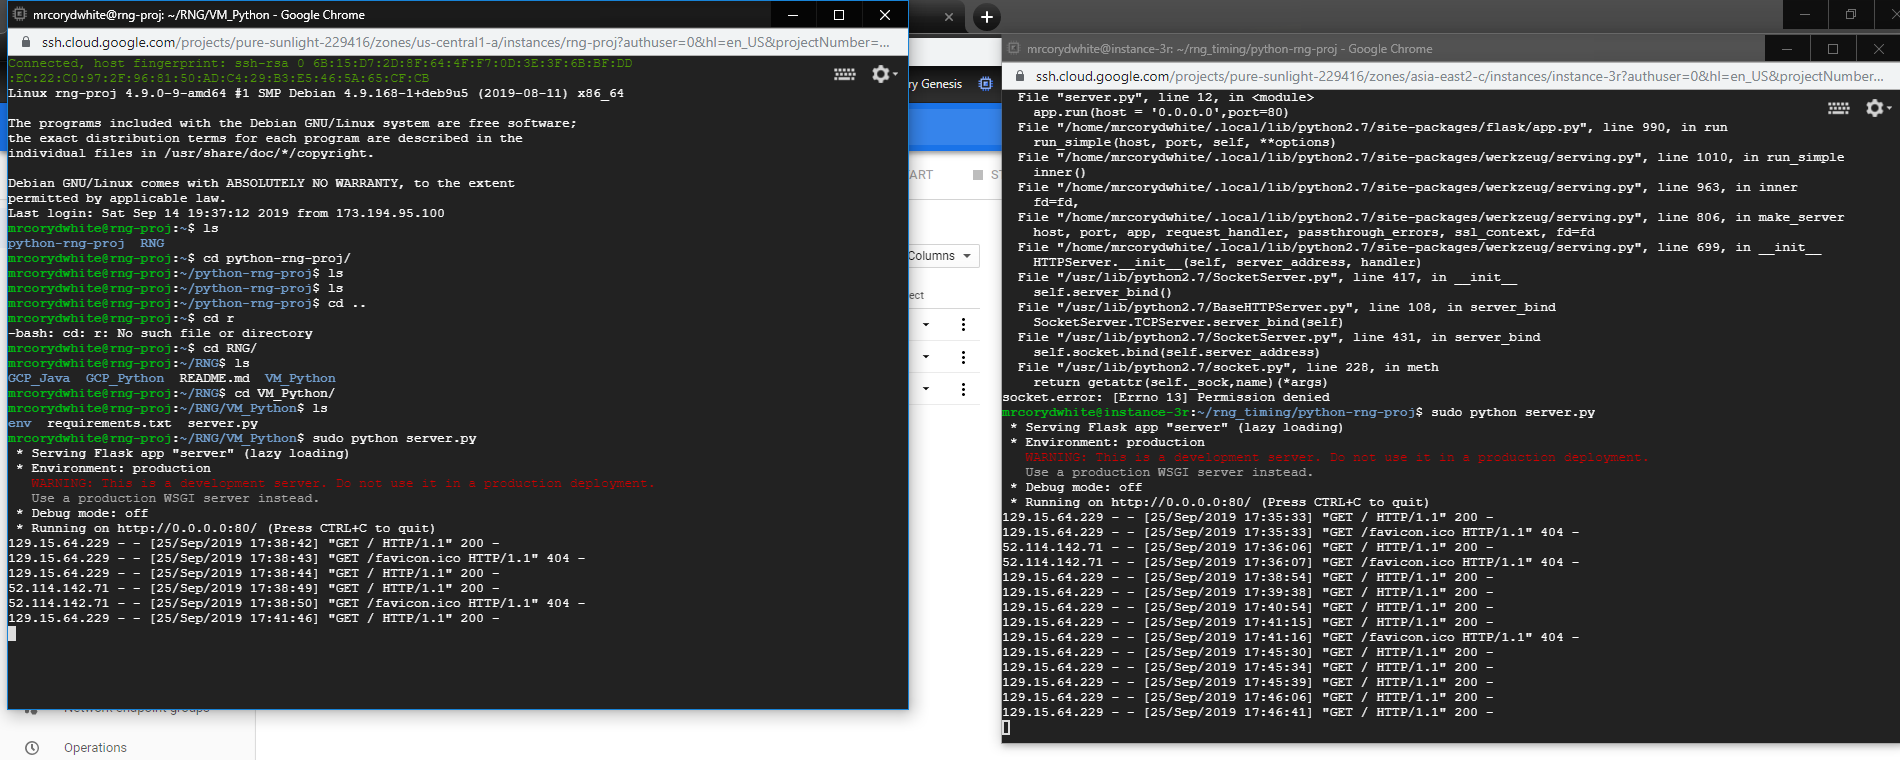 mrcorydwhite@rng-proj: ~/RNG/VM_Python - Google Chrome
ssh.cloud.google.com/projects/pure-sunlight-229416/zones/us-central1-a/instances/rng-proj?authuser=0&hl=en_US&projectNumber=...
Connected, host fingerprint: ssh-rsa 0 6B:15:D7:2D:8F:64:4F:F7:0D:3E:3F:6B:BF:DD
:EC:22:C0:97:2F:96:81:50:AD:C4:29:B3:E5:46:5A:65:CF:CB
Linux rng-proj 4.9.0-9-amd64 #1 SMP Debian 4.9.168-1+deb9u5 (2019-08-11) x86_64
The programs included with the Debian GNU/Linux system are free software;
the exact distribution terms for each program are described in the
individual files in /usr/share/doc/*/copyright.
Debian GNU/Linux comes with ABSOLUTELY NO WARRANTY, to the extent
permitted by applicable law.
Last login: Sat Sep 14 19:37:12 2019 from 173.194.95.100
mrcorydwhite@rng-proj:~$ ls
python-rng-proj  RNG
mrcorydwhite@rng-proj:~$ cd python-rng-proj/
mrcorydwhite@rng-proj:~/python-rng-proj$ ls
mrcorydwhite@rng-proj:~/python-rng-proj$ ls
mrcorydwhite@rng-proj:~/python-rng-proj$ cd ..
mrcorydwhite@rng-proj:~$ cd r
-bash: cd: r: No such file or directory
mrcorydwhite@rng-proj:~$ cd RNG/
mrcorydwhite@rng-proj:~/RNG$ ls
GCP_Java  GCP_Python  README.md  VM_Python
mrcorydwhite@rng-proj:~/RNG$ cd VM_Python/
mrcorydwhite@rng-proj:~/RNG/VM_Python$ ls
env  requirements.txt  server.py
mrcorydwhite@rng-proj:~/RNG/VM_Python$ sudo python server.py
* Serving Flask app "server" (lazy loading)
* Environment: production
WARNING: This is a development server. Do not use it in a production deployment.
Use a production WSGI server instead.
* Debug mode: off
* Running on http://0.0.0.0:80/ (Press CTRL+C to quit)
129.15.64.229 - - [25/Sep/2019 17:38:42] "GET / HTTP/1.1" 200 -
129.15.64.229 - - [25/Sep/2019 17:38:43] "GET /favicon.ico HTTP/1.1" 404 -
129.15.64.229 - - [25/Sep/2019 17:38:44] "GET / HTTP/1.1" 200 -
52.114.142.71 - - [25/Sep/2019 17:38:49] "GET / HTTP/1.1" 200 -
52.114.142.71 - - [25/Sep/2019 17:38:50] "GET /favicon.ico HTTP/1.1" 404 -
129.15.64.229 - - [25/Sep/2019 17:41:46] "GET / HTTP/1.1" 200 -
Operations
ry Genesis
ART
ST
Columns
ect
mrcorydwhite@instance-3r: ~/rng_timing/python-rng-proj - Google Chrome
ssh.cloud.google.com/projects/pure-sunlight-229416/zones/asia-east2-c/instances/instance-3r?authuser=0&hl=en_US&projectNumber...
File "server.py", line 12, in <module>
app.run(host = '0.0.0.0',port=80)
File "/home/mrcorydwhite/.local/lib/python2.7/site-packages/flask/app.py", line 990, in run
run_simple(host, port, self, **options)
File "/home/mrcorydwhite/.local/lib/python2.7/site-packages/werkzeug/serving.py", line 1010, in run_simple
inner()
File "/home/mrcorydwhite/.local/lib/python2.7/site-packages/werkzeug/serving.py", line 963, in inner
fd=fd,
File "/home/mrcorydwhite/.local/lib/python2.7/site-packages/werkzeug/serving.py", line 806, in make_server
host, port, app, request_handler, passthrough_errors, ssl_context, fd=fd
File "/home/mrcorydwhite/.local/lib/python2.7/site-packages/werkzeug/serving.py", line 699, in __init__
HTTPServer.__init__(self, server_address, handler)
File "/usr/lib/python2.7/SocketServer.py", line 417, in __init__
self.server_bind()
File "/usr/lib/python2.7/BaseHTTPServer.py", line 108, in server_bind
SocketServer.TCPServer.server_bind(self)
File "/usr/lib/python2.7/SocketServer.py", line 431, in server_bind
self.socket.bind(self.server_address)
File "/usr/lib/python2.7/socket.py", line 228, in meth
return getattr(self._sock,name)(*args)
socket.error: [Errno 13] Permission denied
mrcorydwhite@instance-3r:~/rng_timing/python-rng-proj$ sudo python server.py
* Serving Flask app "server" (lazy loading)
* Environment: production
WARNING: This is a development server. Do not use it in a production deployment.
Use a production WSGI server instead.
* Debug mode: off
* Running on http://0.0.0.0:80/ (Press CTRL+C to quit)
129.15.64.229 - - [25/Sep/2019 17:35:33] "GET / HTTP/1.1" 200 -
129.15.64.229 - - [25/Sep/2019 17:35:33] "GET /favicon.ico HTTP/1.1" 404 -
52.114.142.71 - - [25/Sep/2019 17:36:06] "GET / HTTP/1.1" 200 -
52.114.142.71 - - [25/Sep/2019 17:36:07] "GET /favicon.ico HTTP/1.1" 404 -
129.15.64.229 - - [25/Sep/2019 17:38:54] "GET / HTTP/1.1" 200 -
129.15.64.229 - - [25/Sep/2019 17:39:38] "GET / HTTP/1.1" 200 -
129.15.64.229 - - [25/Sep/2019 17:40:54] "GET / HTTP/1.1" 200 -
129.15.64.229 - - [25/Sep/2019 17:41:15] "GET / HTTP/1.1" 200 -
129.15.64.229 - - [25/Sep/2019 17:41:16] "GET /favicon.ico HTTP/1.1" 404 -
129.15.64.229 - - [25/Sep/2019 17:45:30] "GET / HTTP/1.1" 200 -
129.15.64.229 - - [25/Sep/2019 17:45:34] "GET / HTTP/1.1" 200 -
129.15.64.229 - - [25/Sep/2019 17:45:39] "GET / HTTP/1.1" 200 -
129.15.64.229 - - [25/Sep/2019 17:46:06] "GET / HTTP/1.1" 200 -
129.15.64.229 - - [25/Sep/2019 17:46:41] "GET / HTTP/1.1" 200 -